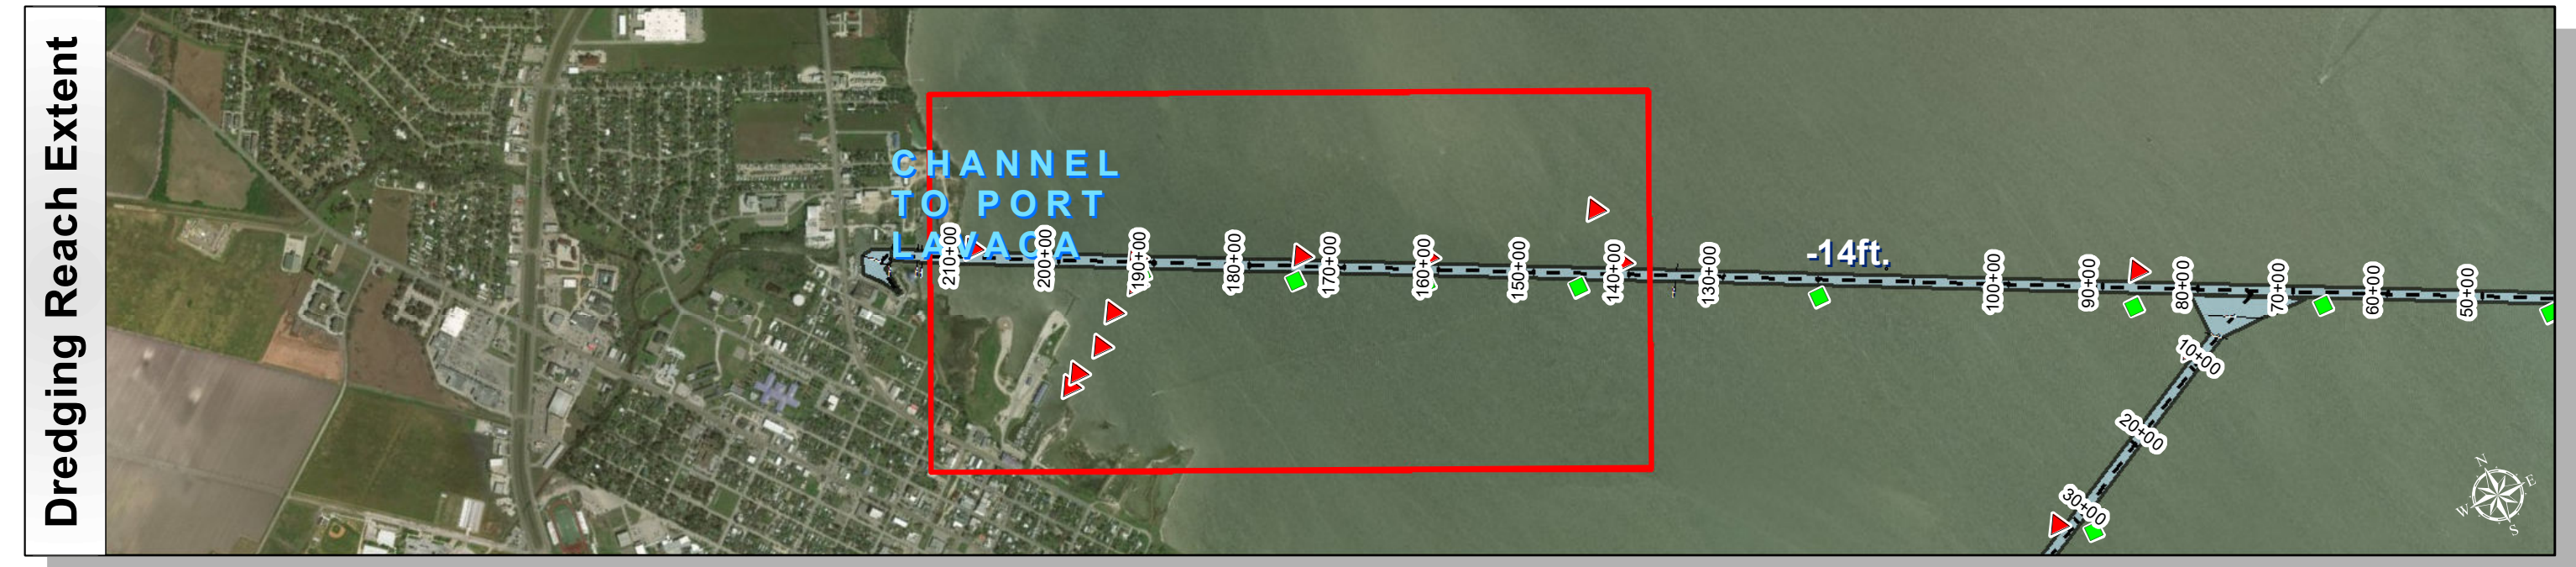 Dredging Reach Extent
CHANNEL
TO PORT
LAVACA
210+00
200+00
190+00
180+00
170+00
160+00
150+00
140+00
130+00
-14ft.
100+00
90+00
80+00
70+00
60+00
50+00
10+00
20+00
30+00
N
E
S
W